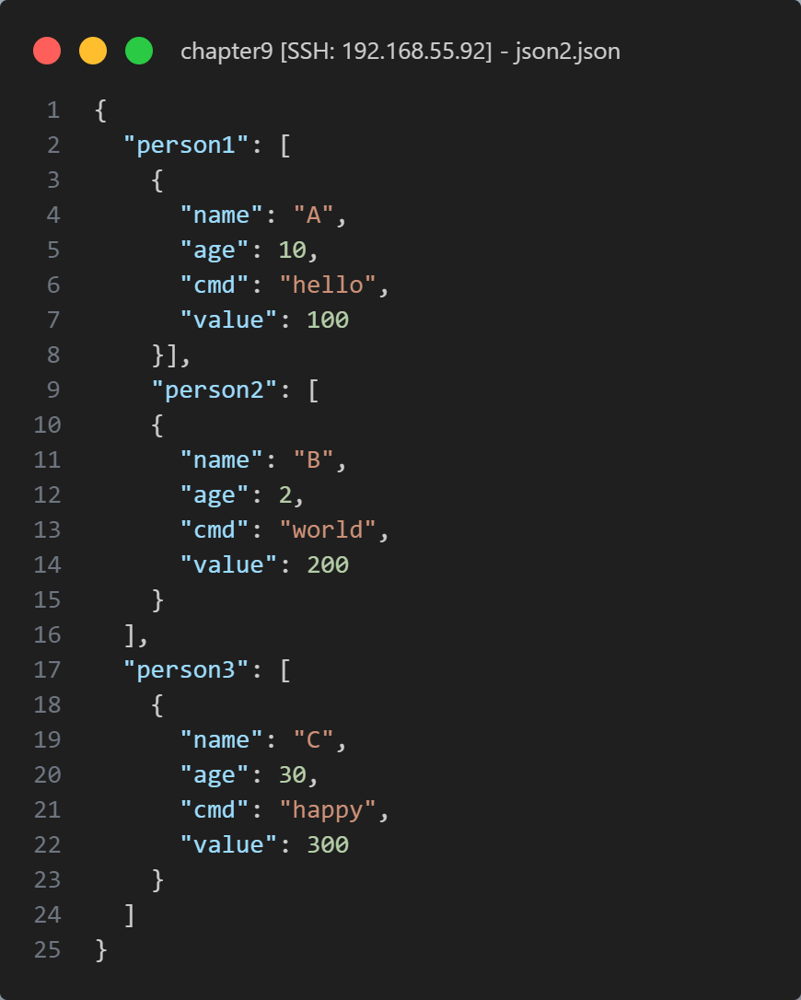 chapter9 [SSH: 192.168.55.92] - json2.json
1 {
2   "person1": [
3     {
4       "name": "A",
5       "age": 10,
6       "cmd": "hello",
7       "value": 100
8     }],
9     "person2": [
10     {
11       "name": "B",
12       "age": 2,
13       "cmd": "world",
14       "value": 200
15     }
16   ],
17   "person3": [
18     {
19       "name": "C",
20       "age": 30,
21       "cmd": "happy",
22       "value": 300
23     }
24   ]
25 }